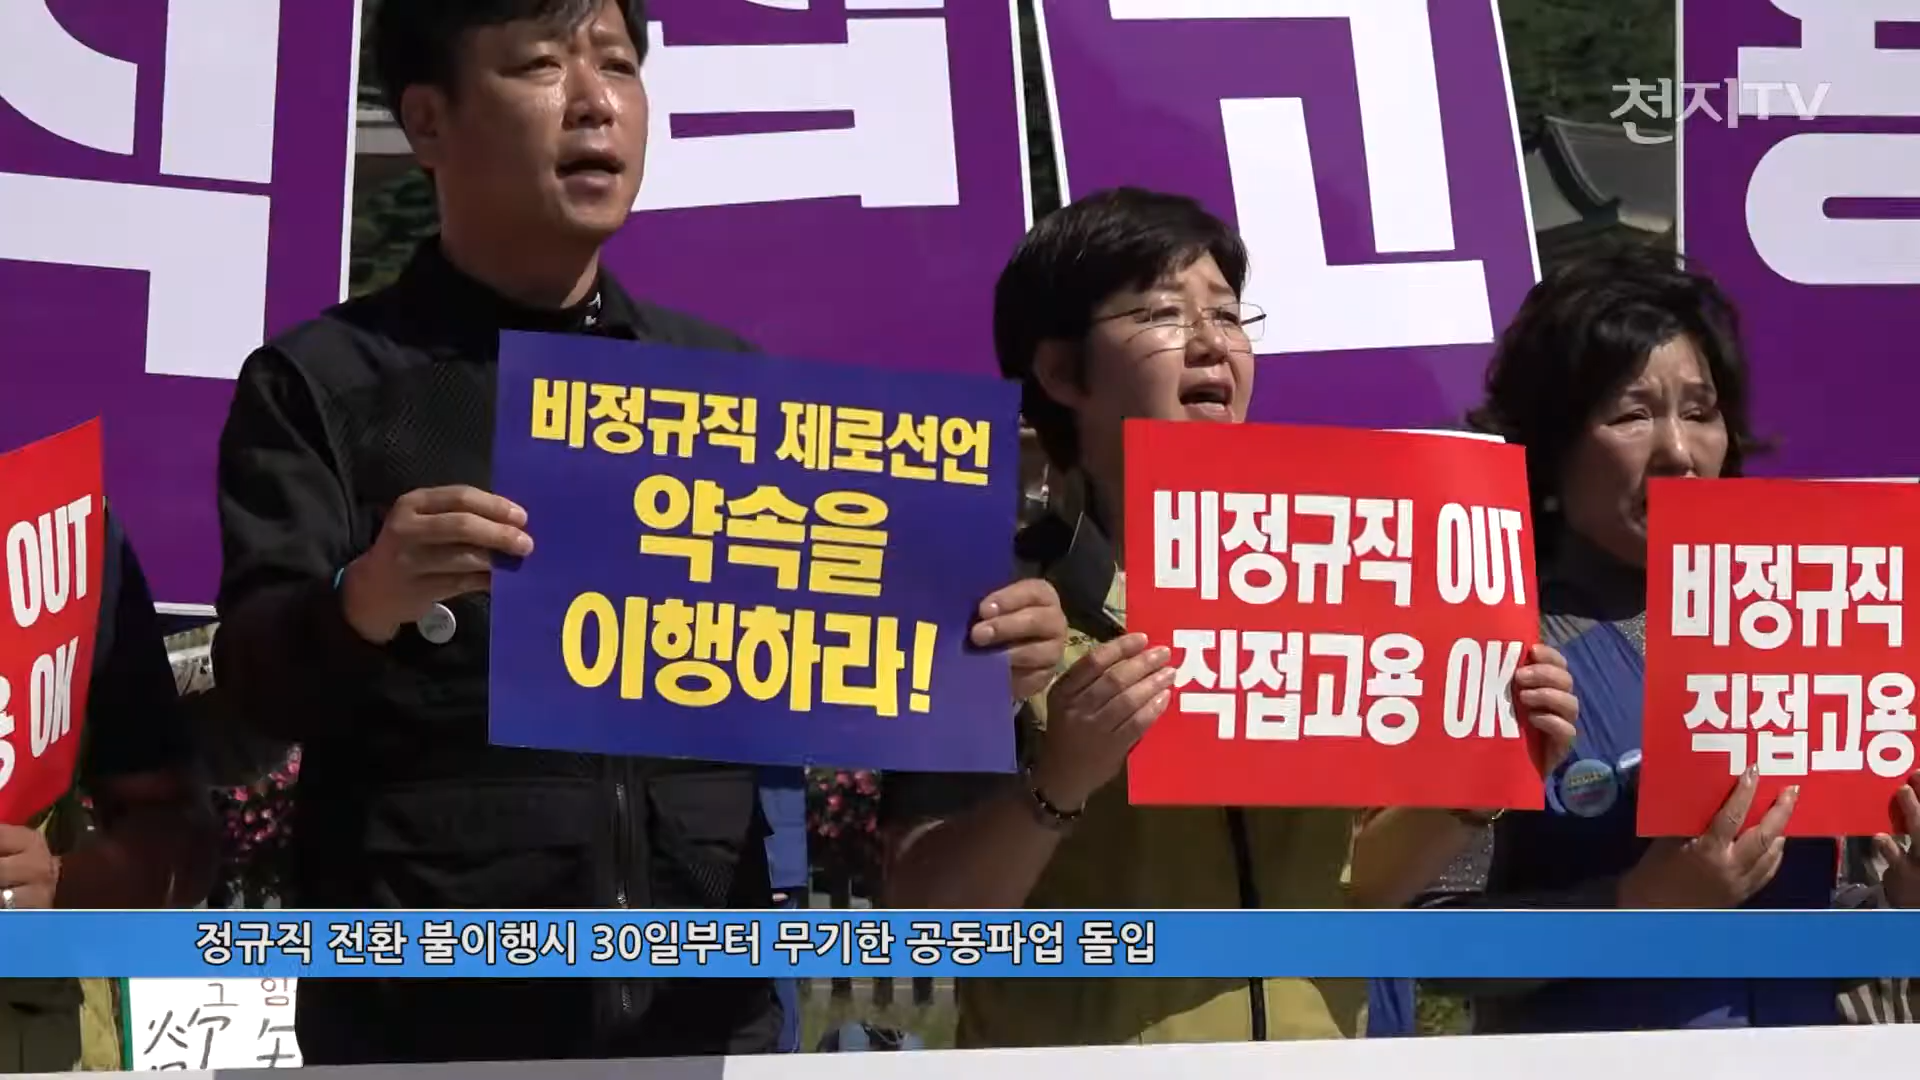 천지TV
비정규직 제로선언
약속을
이행하라!
OUT
OK
비정규직 OUT
직접고용 OK
비정규직
직접고용
정규직 전환 불이행시 30일부터 무기한 공동파업 돌입